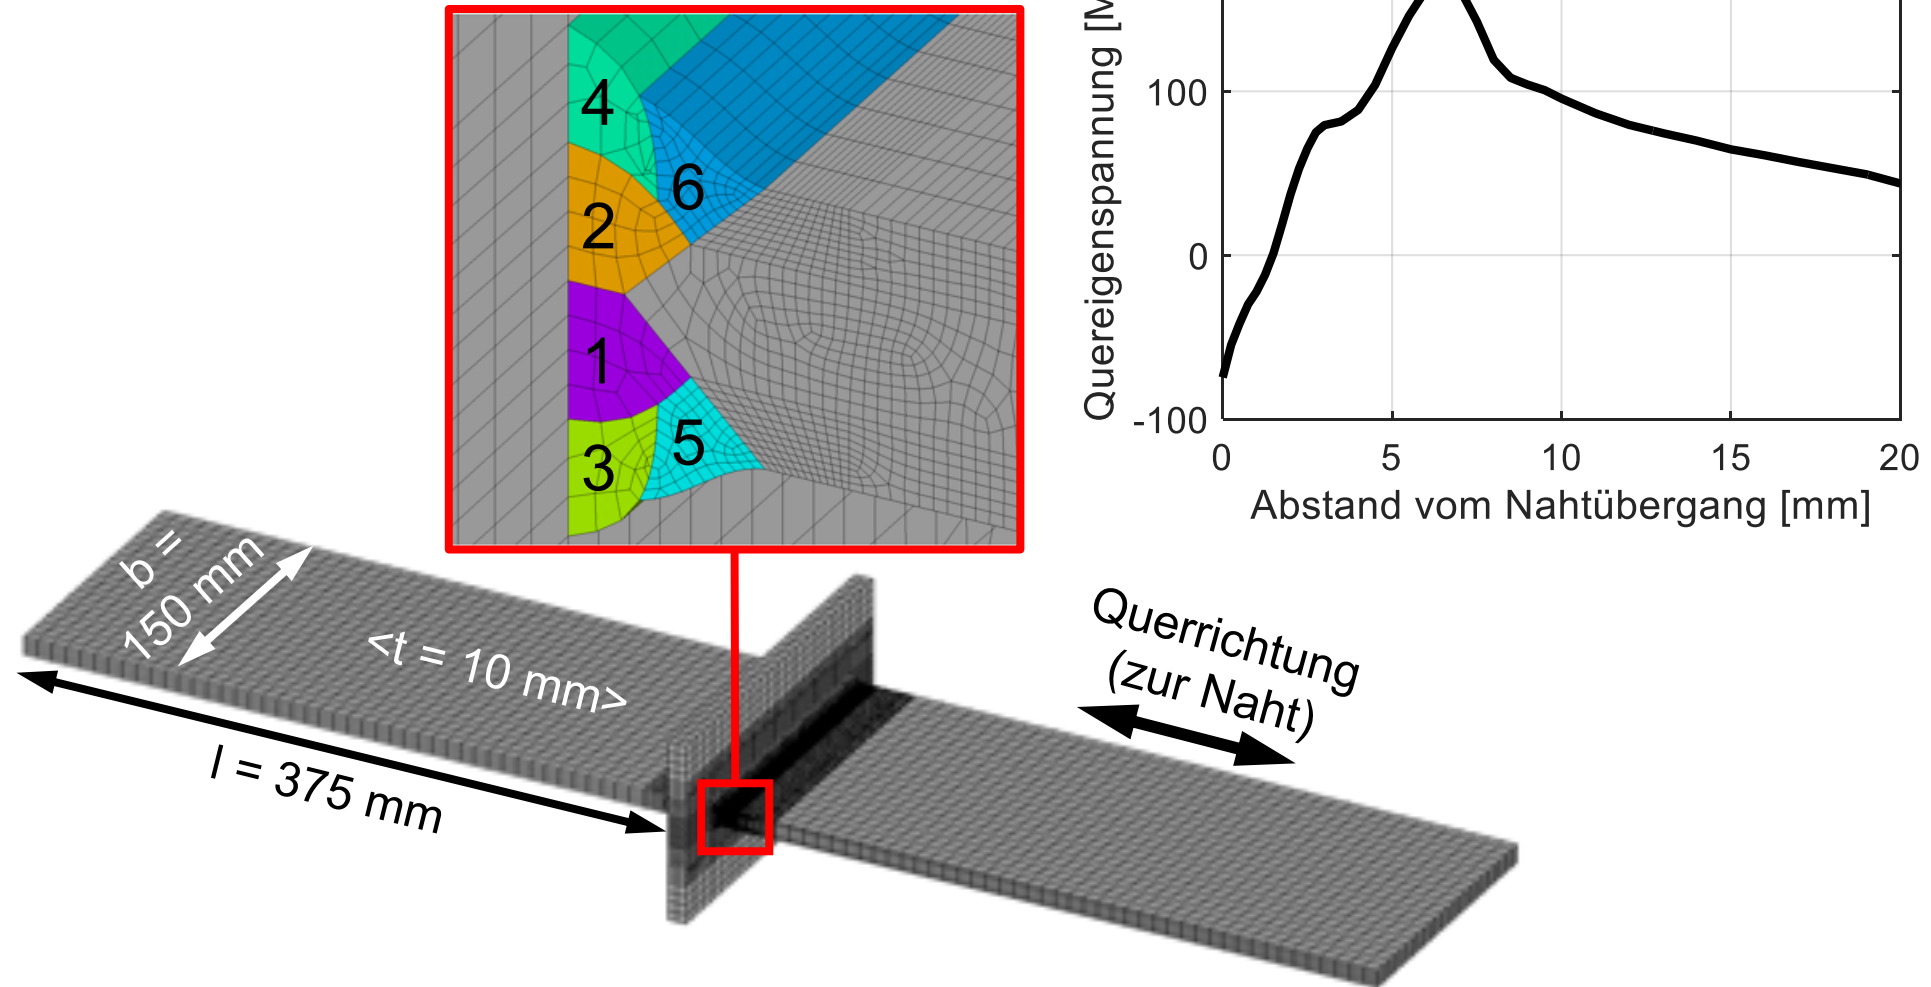 4
6
2
1
5
3
Quereigenspannung [M
100
0
-100
0
5
10
15
20
Abstand vom Nahtübergang [mm]
b =
150 mm
<t = 10 mm>
l = 375 mm
Querrichtung
(zur Naht)